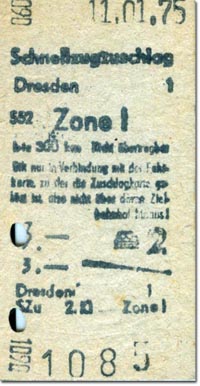 11.01.75
Schnellzugzuschlag
Dresden 1
552 Zone I
bis 300 km Nicht übertragbar
Gilt nur in Verbindung mit der Fahr-
karte, zu der die Zuschlagkarte ge-
löst ist, also nicht über deren Ziel-
bahnhof hinaus!
3.— 2.
3.—
Dresden 1
SZu 2. Zone I
1085